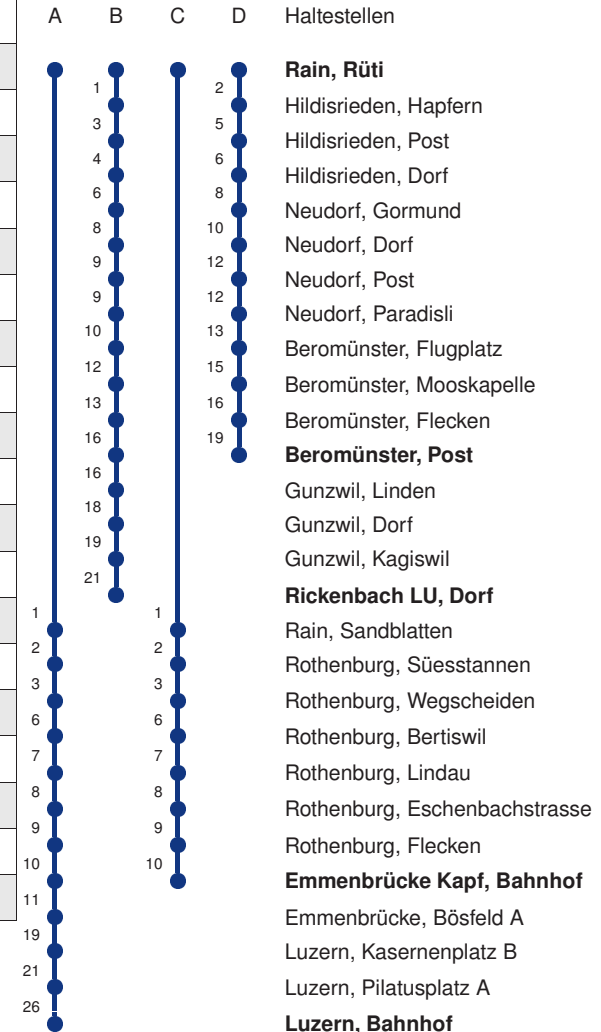 A B C D Haltestellen
Rain, Rüti
1 2 Hildisrieden, Hapfern
3 5 Hildisrieden, Post
4 6 Hildisrieden, Dorf
6 8 Neudorf, Gormund
8 10 Neudorf, Dorf
9 12 Neudorf, Post
9 12 Neudorf, Paradisli
10 13 Beromünster, Flugplatz
12 15 Beromünster, Mooskapelle
13 16 Beromünster, Flecken
16 19 Beromünster, Post
16 Gunzwil, Linden
18 Gunzwil, Dorf
19 Gunzwil, Kagiswil
21 Rickenbach LU, Dorf
1 1 Rain, Sandblatten
2 2 Rothenburg, Süesstannen
3 3 Rothenburg, Wegscheiden
6 6 Rothenburg, Bertiswil
7 7 Rothenburg, Lindau
8 8 Rothenburg, Eschenbachstrasse
9 9 Rothenburg, Flecken
10 10 Emmenbrücke Kapf, Bahnhof
11 Emmenbrücke, Bösfeld A
19 Luzern, Kasernenplatz B
21 Luzern, Pilatusplatz A
26 Luzern, Bahnhof